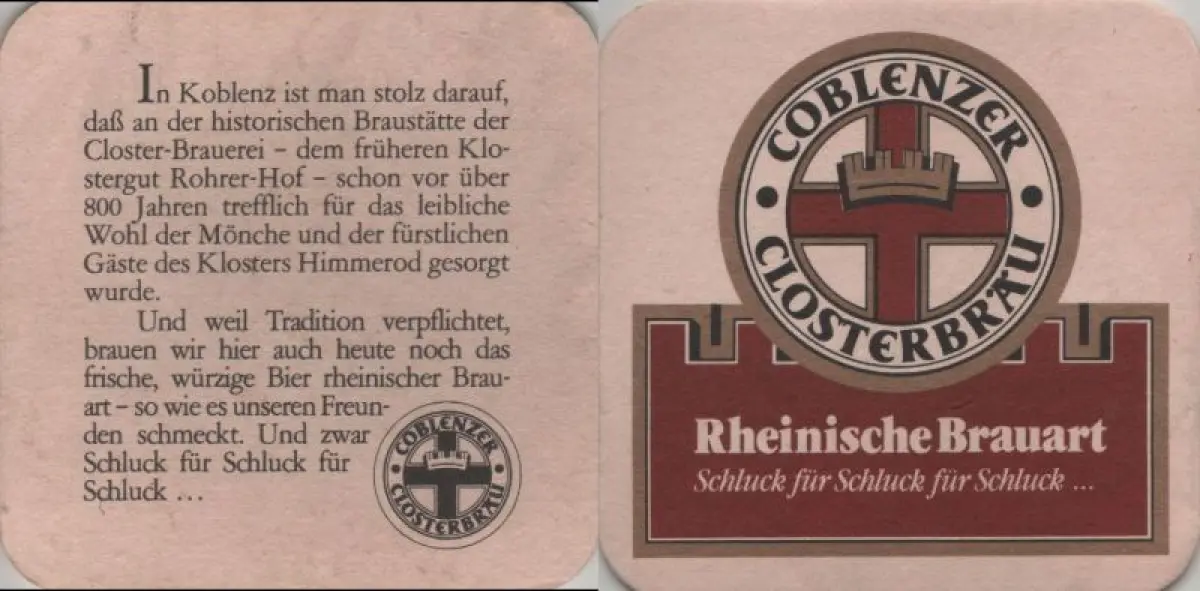 In Koblenz ist man stolz darauf,
daß an der historischen Braustätte der
Closter-Brauerei – dem früheren Klo-
stergut Rohrer-Hof – schon vor über
800 Jahren trefflich für das leibliche
Wohl der Mönche und der fürstlichen
Gäste des Klosters Himmerod gesorgt
wurde.
Und weil Tradition verpflichtet,
brauen wir hier auch heute noch das
frische, würzige Bier rheinischer Brau-
art – so wie es unseren Freun-
den schmeckt. Und zwar
Schluck für Schluck für
Schluck ...
COBLENZER
CLOSTERBRÄU
COBLENZER
CLOSTERBRÄU
Rheinische Brauart
Schluck für Schluck für Schluck ...